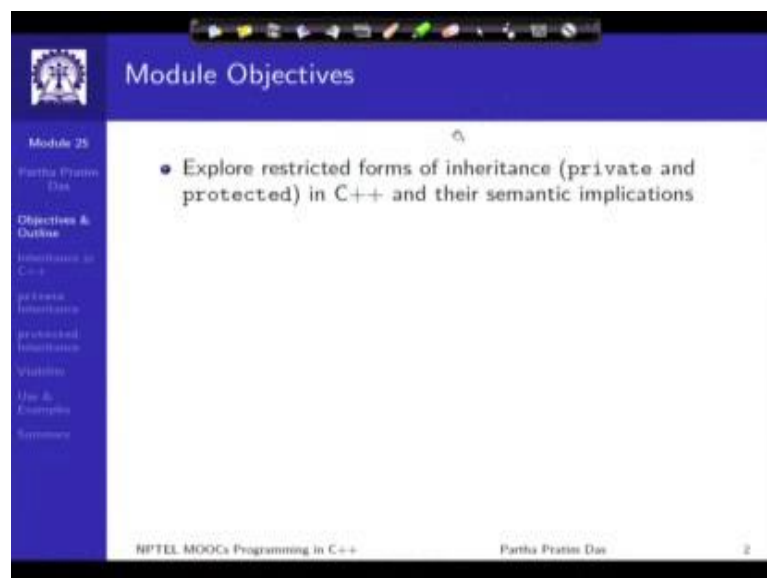 Module Objectives
Module 25
Partha Pratim
Das
Objectives &
Outline
Inheritance in
C++
private
Inheritance
protected
Inheritance
Visibility
Use &
Examples
Summary
Explore restricted forms of inheritance (private and
protected) in C++ and their semantic implications
NPTEL MOOCs Programming in C++
Partha Pratim Das
2